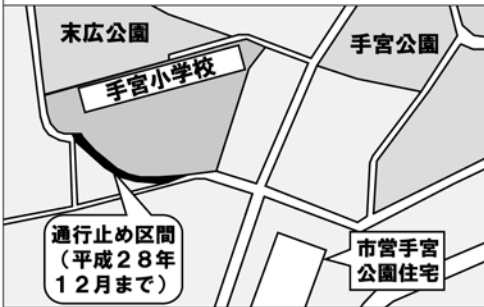 末広公園
手宮公園
手宮小学校
通行止め区間
（平成２８年
１２月まで）
市営手宮
公園住宅